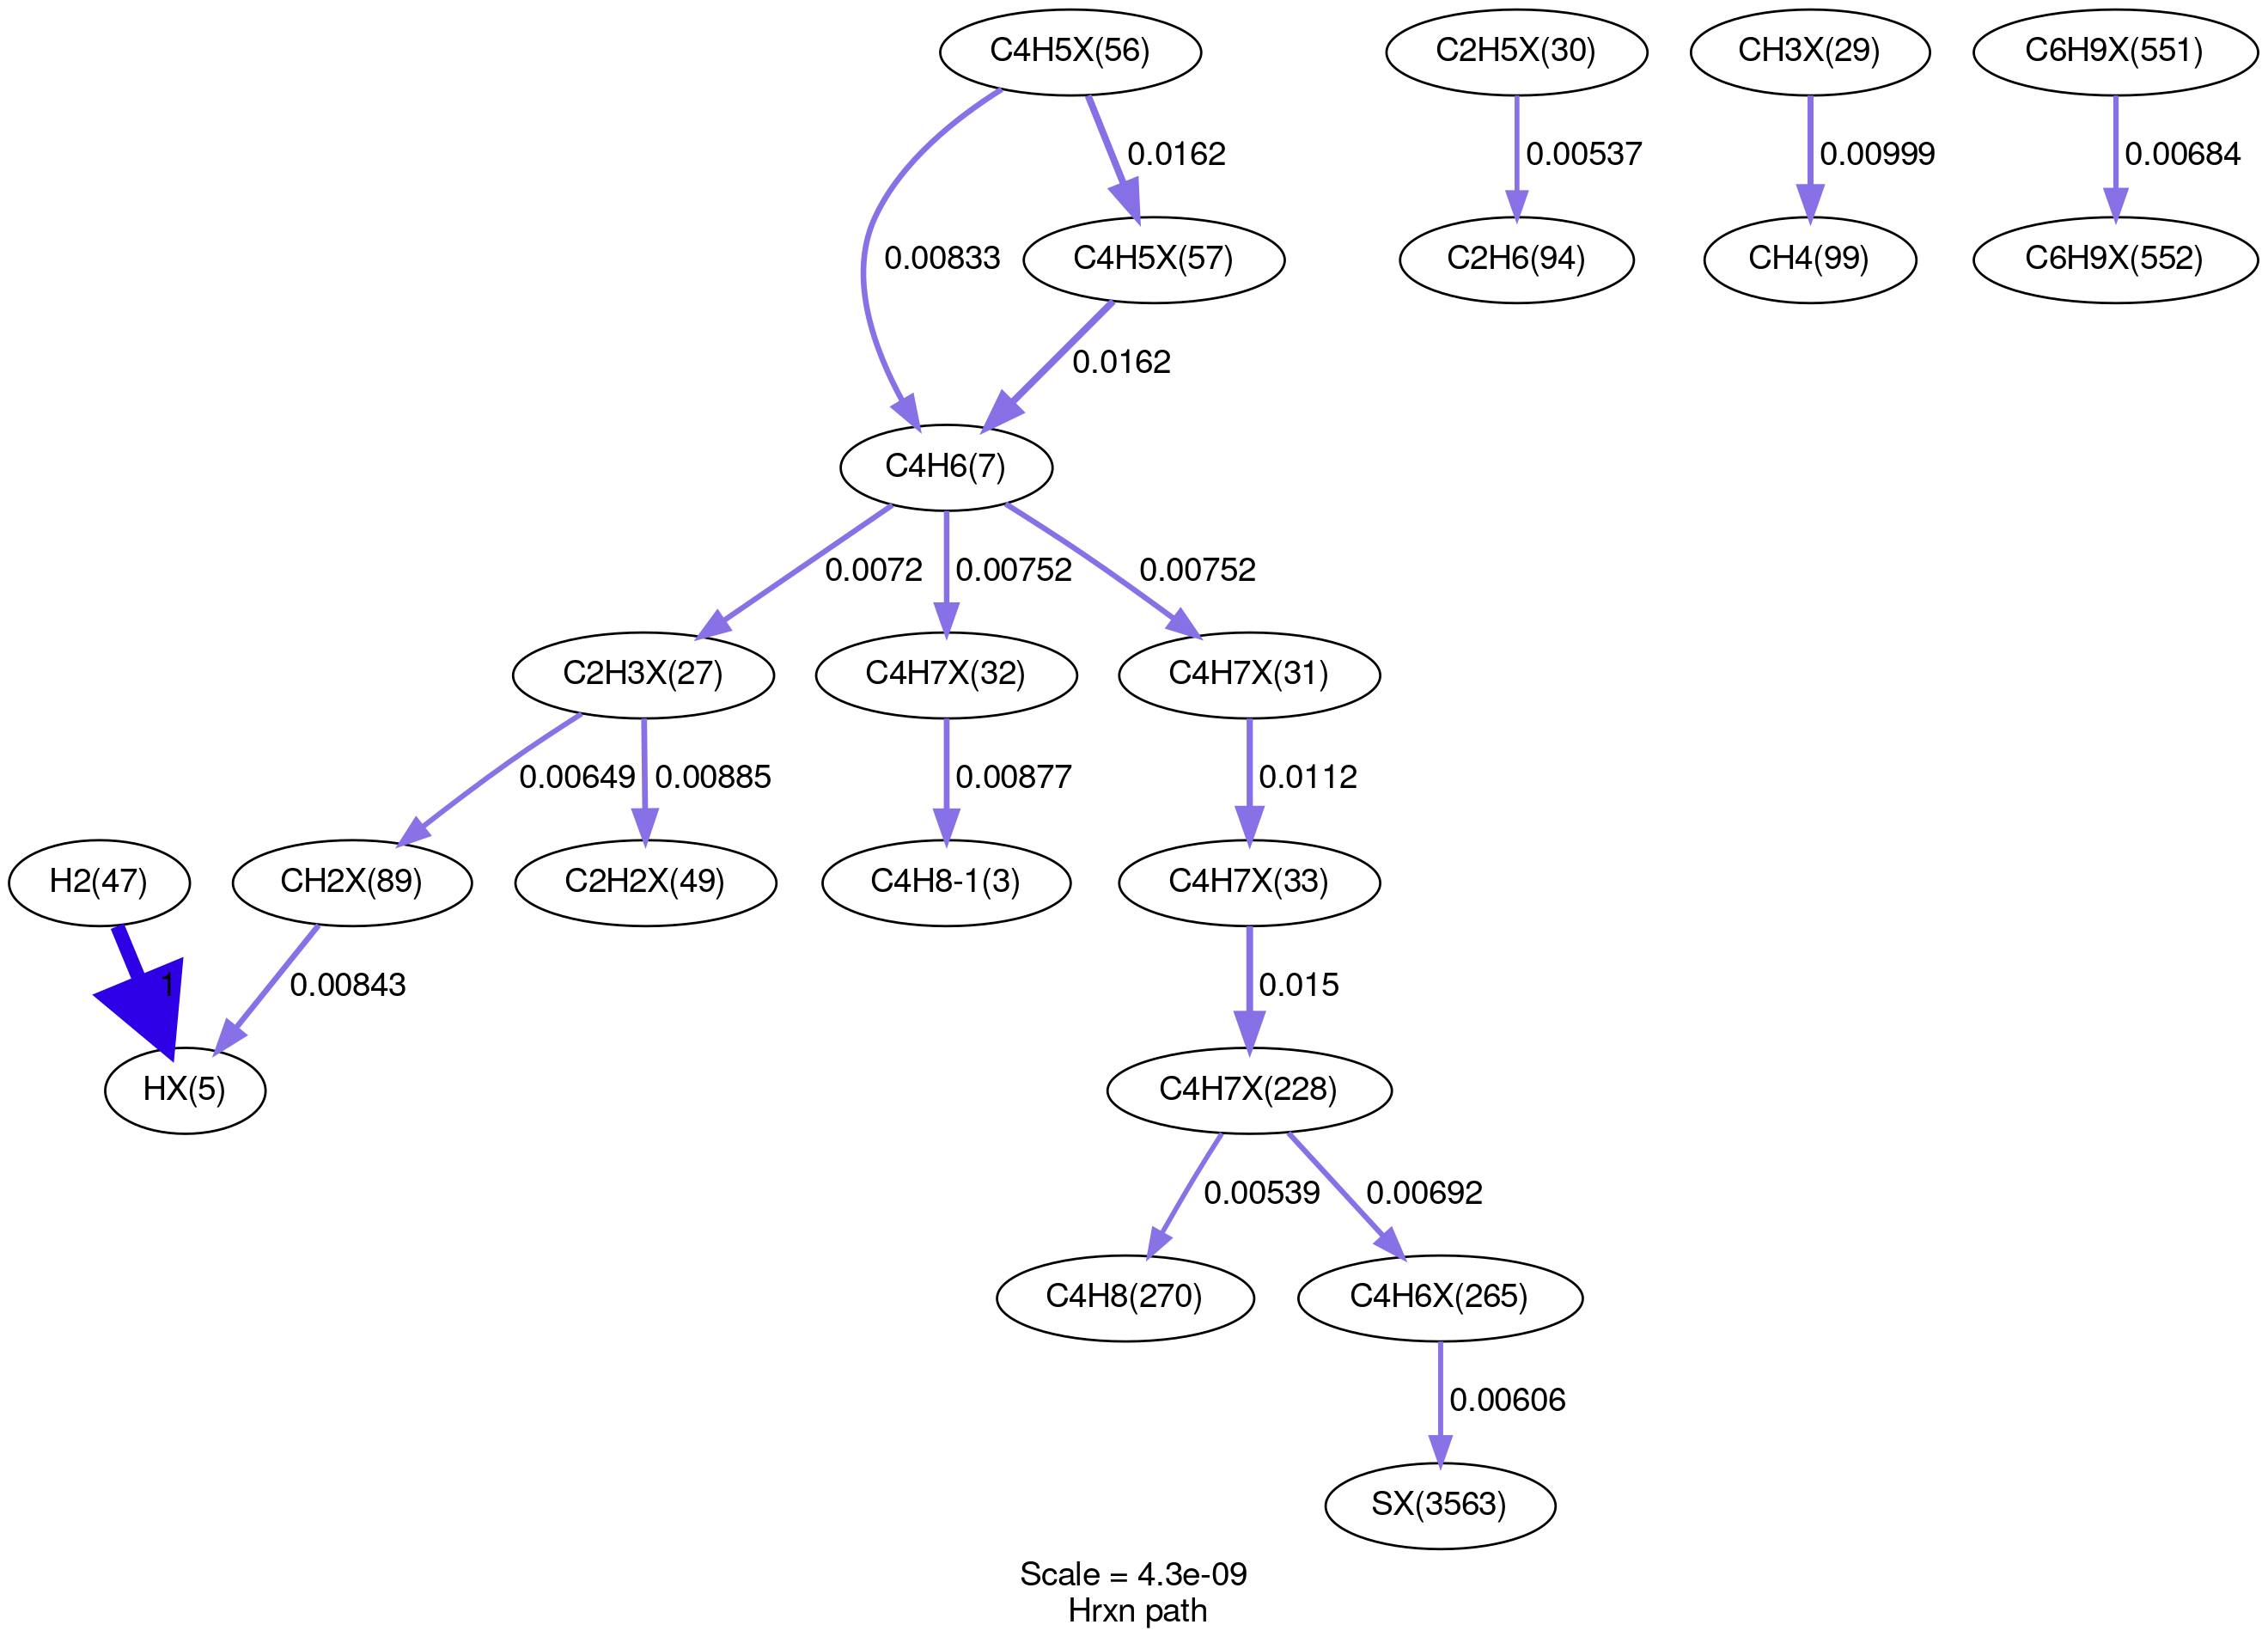 C4H5X(56)
C2H5X(30)
CH3X(29)
C6H9X(551)
0.0162
0.00537
0.00999
0.00684
0.00833
C4H5X(57)
C2H6(94)
CH4(99)
C6H9X(552)
0.0162
C4H6(7)
0.0072
0.00752
0.00752
C2H3X(27)
C4H7X(32)
C4H7X(31)
0.00649
0.00885
0.00877
0.0112
H2(47)
CH2X(89)
C2H2X(49)
C4H8-1(3)
C4H7X(33)
1
0.00843
0.015
HX(5)
C4H7X(228)
0.00539
0.00692
C4H8(270)
C4H6X(265)
0.00606
SX(3563)
Scale = 4.3e-09
Hrxn path